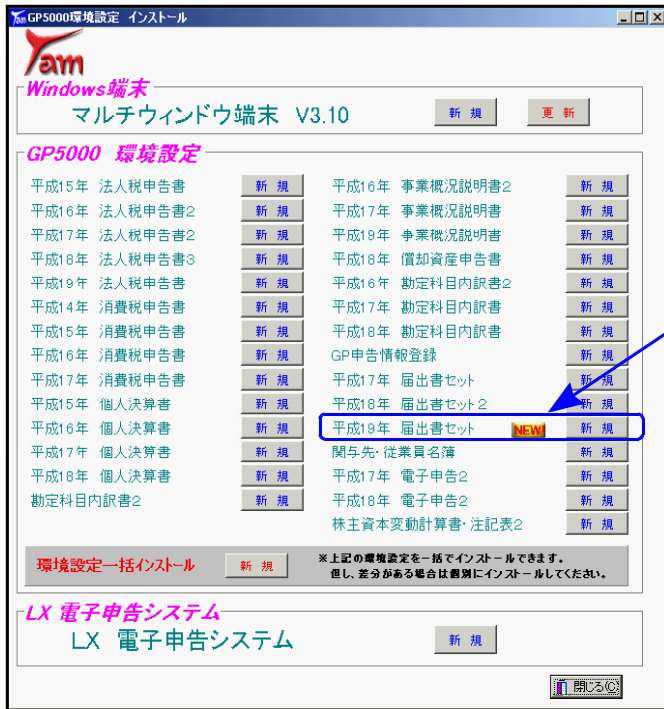 GP5000環境設定 インストール
Yam
Windows端末
マルチウィンドウ端末 V3.10 新規 更新
GP5000 環境設定
平成15年 法人税申告書 新規
平成16年 法人税申告書2 新規
平成17年 法人税申告書2 新規
平成18年 法人税申告書3 新規
平成19年 法人税申告書 新規
平成14年 消費税申告書 新規
平成15年 消費税申告書 新規
平成16年 消費税申告書 新規
平成17年 消費税申告書 新規
平成15年 個人決算書 新規
平成16年 個人決算書 新規
平成17年 個人決算書 新規
平成18年 個人決算書 新規
勘定科目内訳書2 新規
平成16年 事業概況説明書2 新規
平成17年 事業概況説明書 新規
平成19年 事業概況説明書 新規
平成18年 償却資産申告書 新規
平成16年 勘定科目内訳書2 新規
平成17年 勘定科目内訳書 新規
平成18年 勘定科目内訳書 新規
GP申告情報登録 新規
平成17年 届出書セット 新規
平成18年 届出書セット2 新規
平成19年 届出書セット NEW 新規
関与先・従業員名簿 新規
平成17年 電子申告2 新規
平成18年 電子申告2 新規
株主資本変動計算書・注記表2 新規
環境設定一括インストール 新規
※上記の環境設定を一括でインストールできます。
但し、差分がある場合は個別にインストールしてください。
LX 電子申告システム
LX 電子申告システム 新規
閉じる(C)